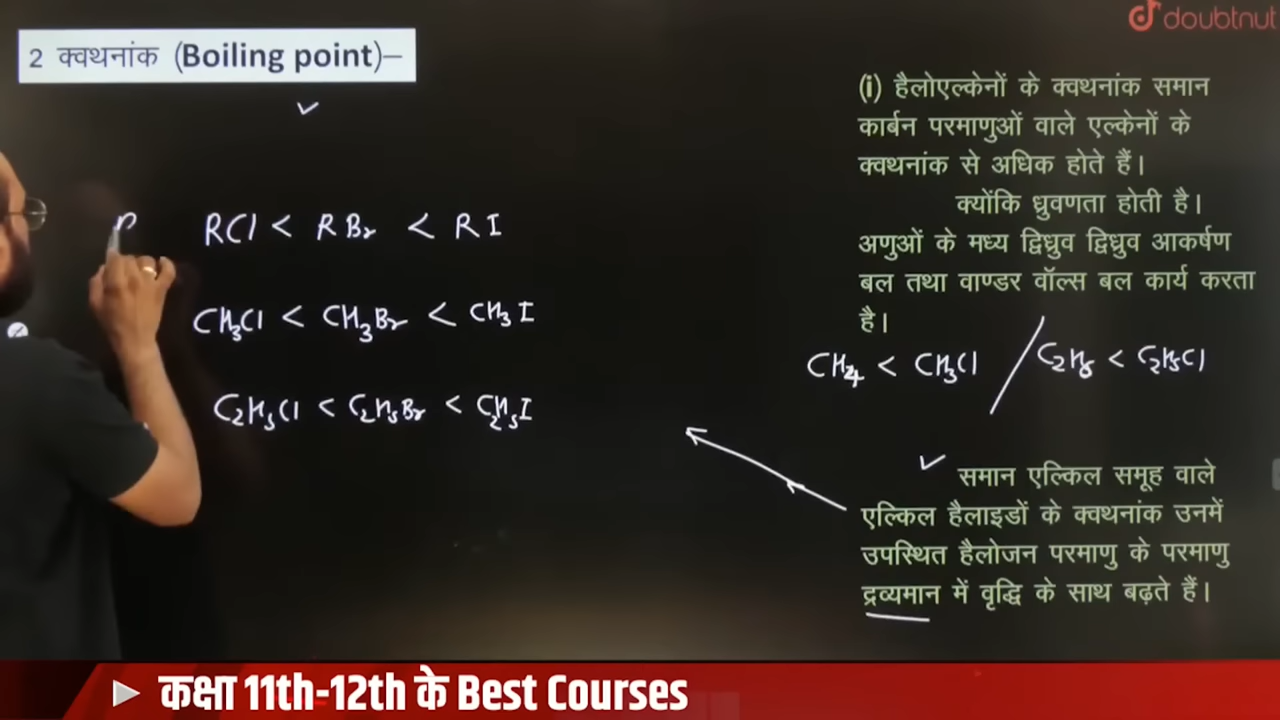 doubtnut
2 क्वथनांक (Boiling point)–
(i) हैलोएल्केनों के क्वथनांक समान
कार्बन परमाणुओं वाले एल्केनों के
क्वथनांक से अधिक होते हैं।
क्योंकि ध्रुवणता होती है।
अणुओं के मध्य द्विध्रुव द्विध्रुव आकर्षण
बल तथा वाण्डर वॉल्स बल कार्य करता
है।
CH4 < CH3Cl / C2H6 < C2H5Cl
समान एल्किल समूह वाले
एल्किल हैलाइडों के क्वथनांक उनमें
उपस्थित हैलोजन परमाणु के परमाणु
द्रव्यमान में वृद्धि के साथ बढ़ते हैं।
RCl < RBr < RI
CH3Cl < CH3Br < CH3I
C2H5Cl < C2H5Br < C2H5I
कक्षा 11th-12th के Best Courses